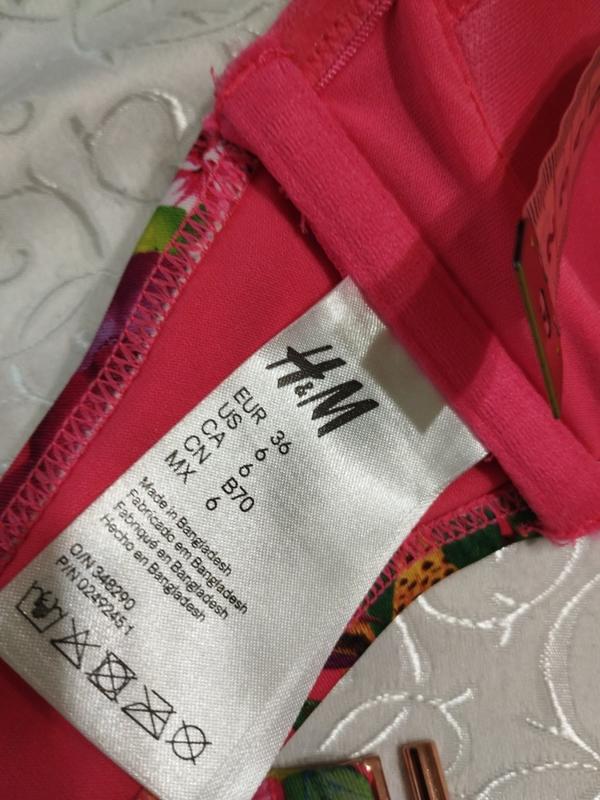 H&M
EUR 36
US 6
CA 6
CN B70
MX 6
Made in Bangladesh
Fabricado em Bangladesh
Fabriqué en Bangladesh
Hecho en Bangladesh
O/N 348290
P/N 0249245.1